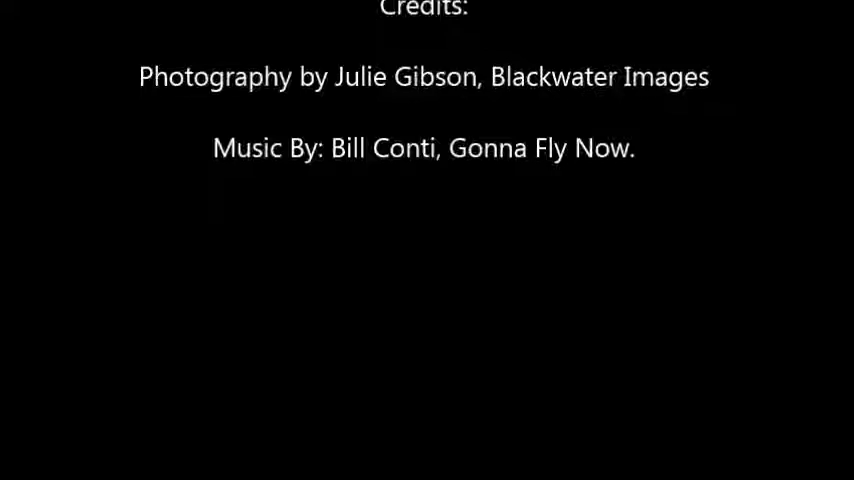 Credits:
Photography by Julie Gibson, Blackwater Images
Music By: Bill Conti, Gonna Fly Now.